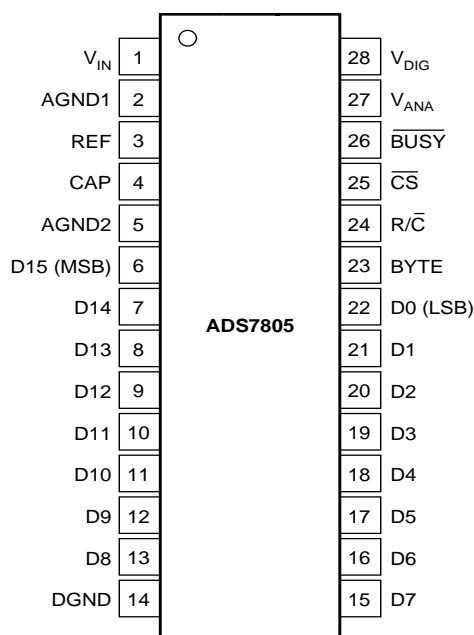 V_IN 1 28 V_DIG
AGND1 2 27 V_ANA
REF 3 26 B̅U̅S̅Y̅
CAP 4 25 C̅S̅
AGND2 5 24 R/C̅
D15 (MSB) 6 23 BYTE
D14 7 22 D0 (LSB)
ADS7805
D13 8 21 D1
D12 9 20 D2
D11 10 19 D3
D10 11 18 D4
D9 12 17 D5
D8 13 16 D6
DGND 14 15 D7